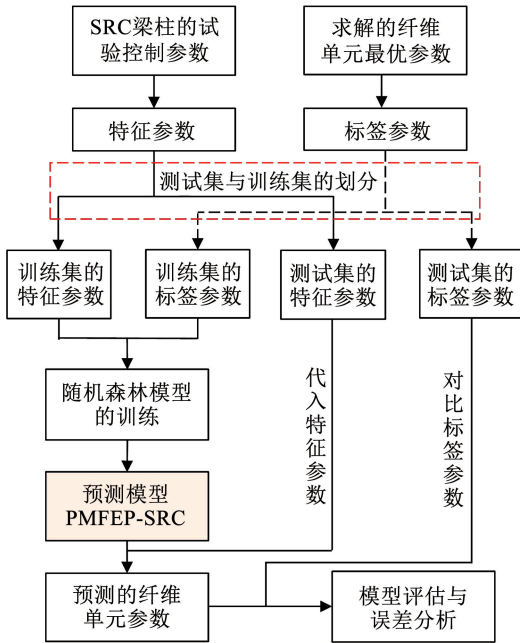 SRC梁柱的试
验控制参数
求解的纤维
单元最优参数
特征参数
标签参数
测试集与训练集的划分
训练集的
特征参数
训练集的
标签参数
测试集的
特征参数
测试集的
标签参数
随机森林模型
的训练
代入特征参数
对比标签参数
预测模型
PMFEP-SRC
预测的纤维
单元参数
模型评估与
误差分析